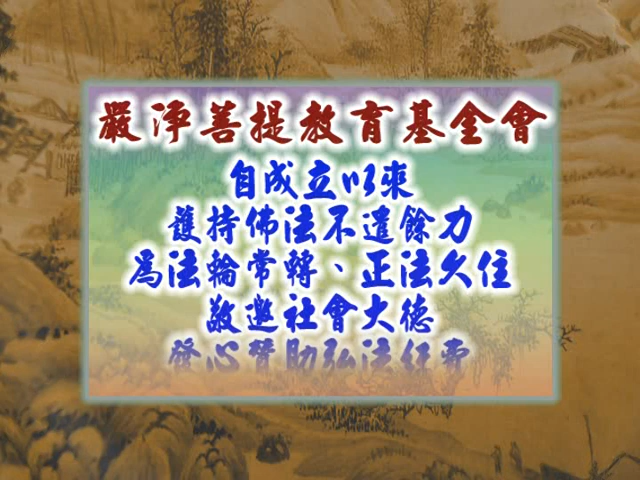 嚴淨菩提教育基金會
自成立以來
護持佛法不遺餘力
為法輪常轉、正法久住
敬邀社會大德
發心贊助弘法經費